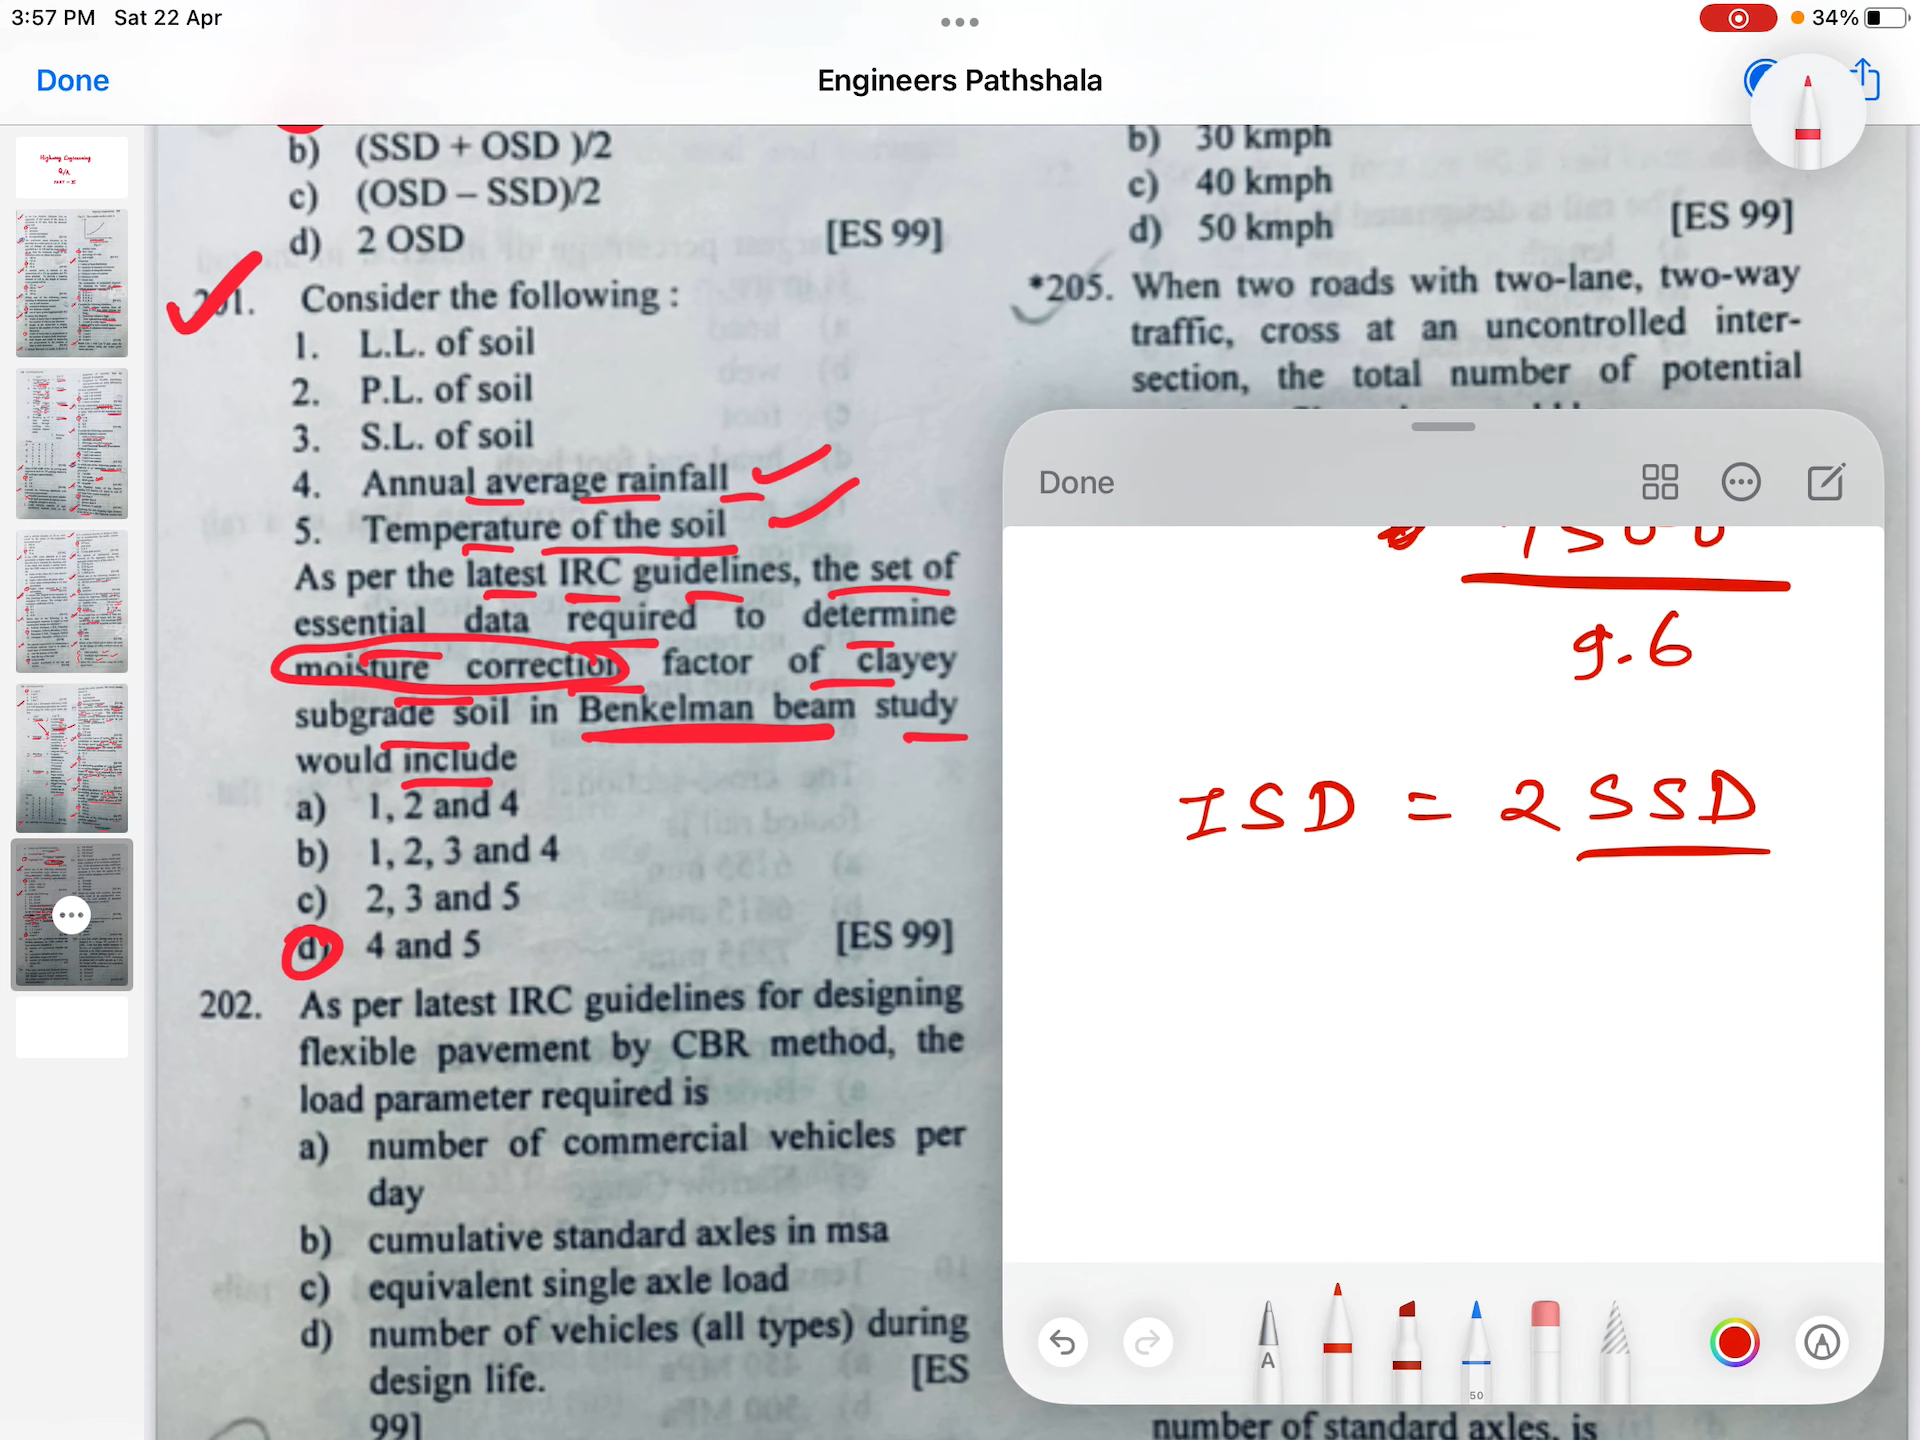 3:57 PM Sat 22 Apr
34%
Done
Engineers Pathshala
b) (SSD + OSD )/2
c) (OSD – SSD)/2
d) 2 OSD [ES 99]
201. Consider the following :
1. L.L. of soil
2. P.L. of soil
3. S.L. of soil
4. Annual average rainfall
5. Temperature of the soil
As per the latest IRC guidelines, the set of
essential data required to determine
moisture correction factor of clayey
subgrade soil in Benkelman beam study
would include
a) 1, 2 and 4
b) 1, 2, 3 and 4
c) 2, 3 and 5
d) 4 and 5 [ES 99]
202. As per latest IRC guidelines for designing
flexible pavement by CBR method, the
load parameter required is
a) number of commercial vehicles per
day
b) cumulative standard axles in msa
c) equivalent single axle load
d) number of vehicles (all types) during
design life. [ES
99]
b) 30 kmph
c) 40 kmph
d) 50 kmph [ES 99]
*205. When two roads with two-lane, two-way
traffic, cross at an uncontrolled inter-
section, the total number of potential
Done
9.6
ISD = 2 SSD
A
50
number of standard axles, is